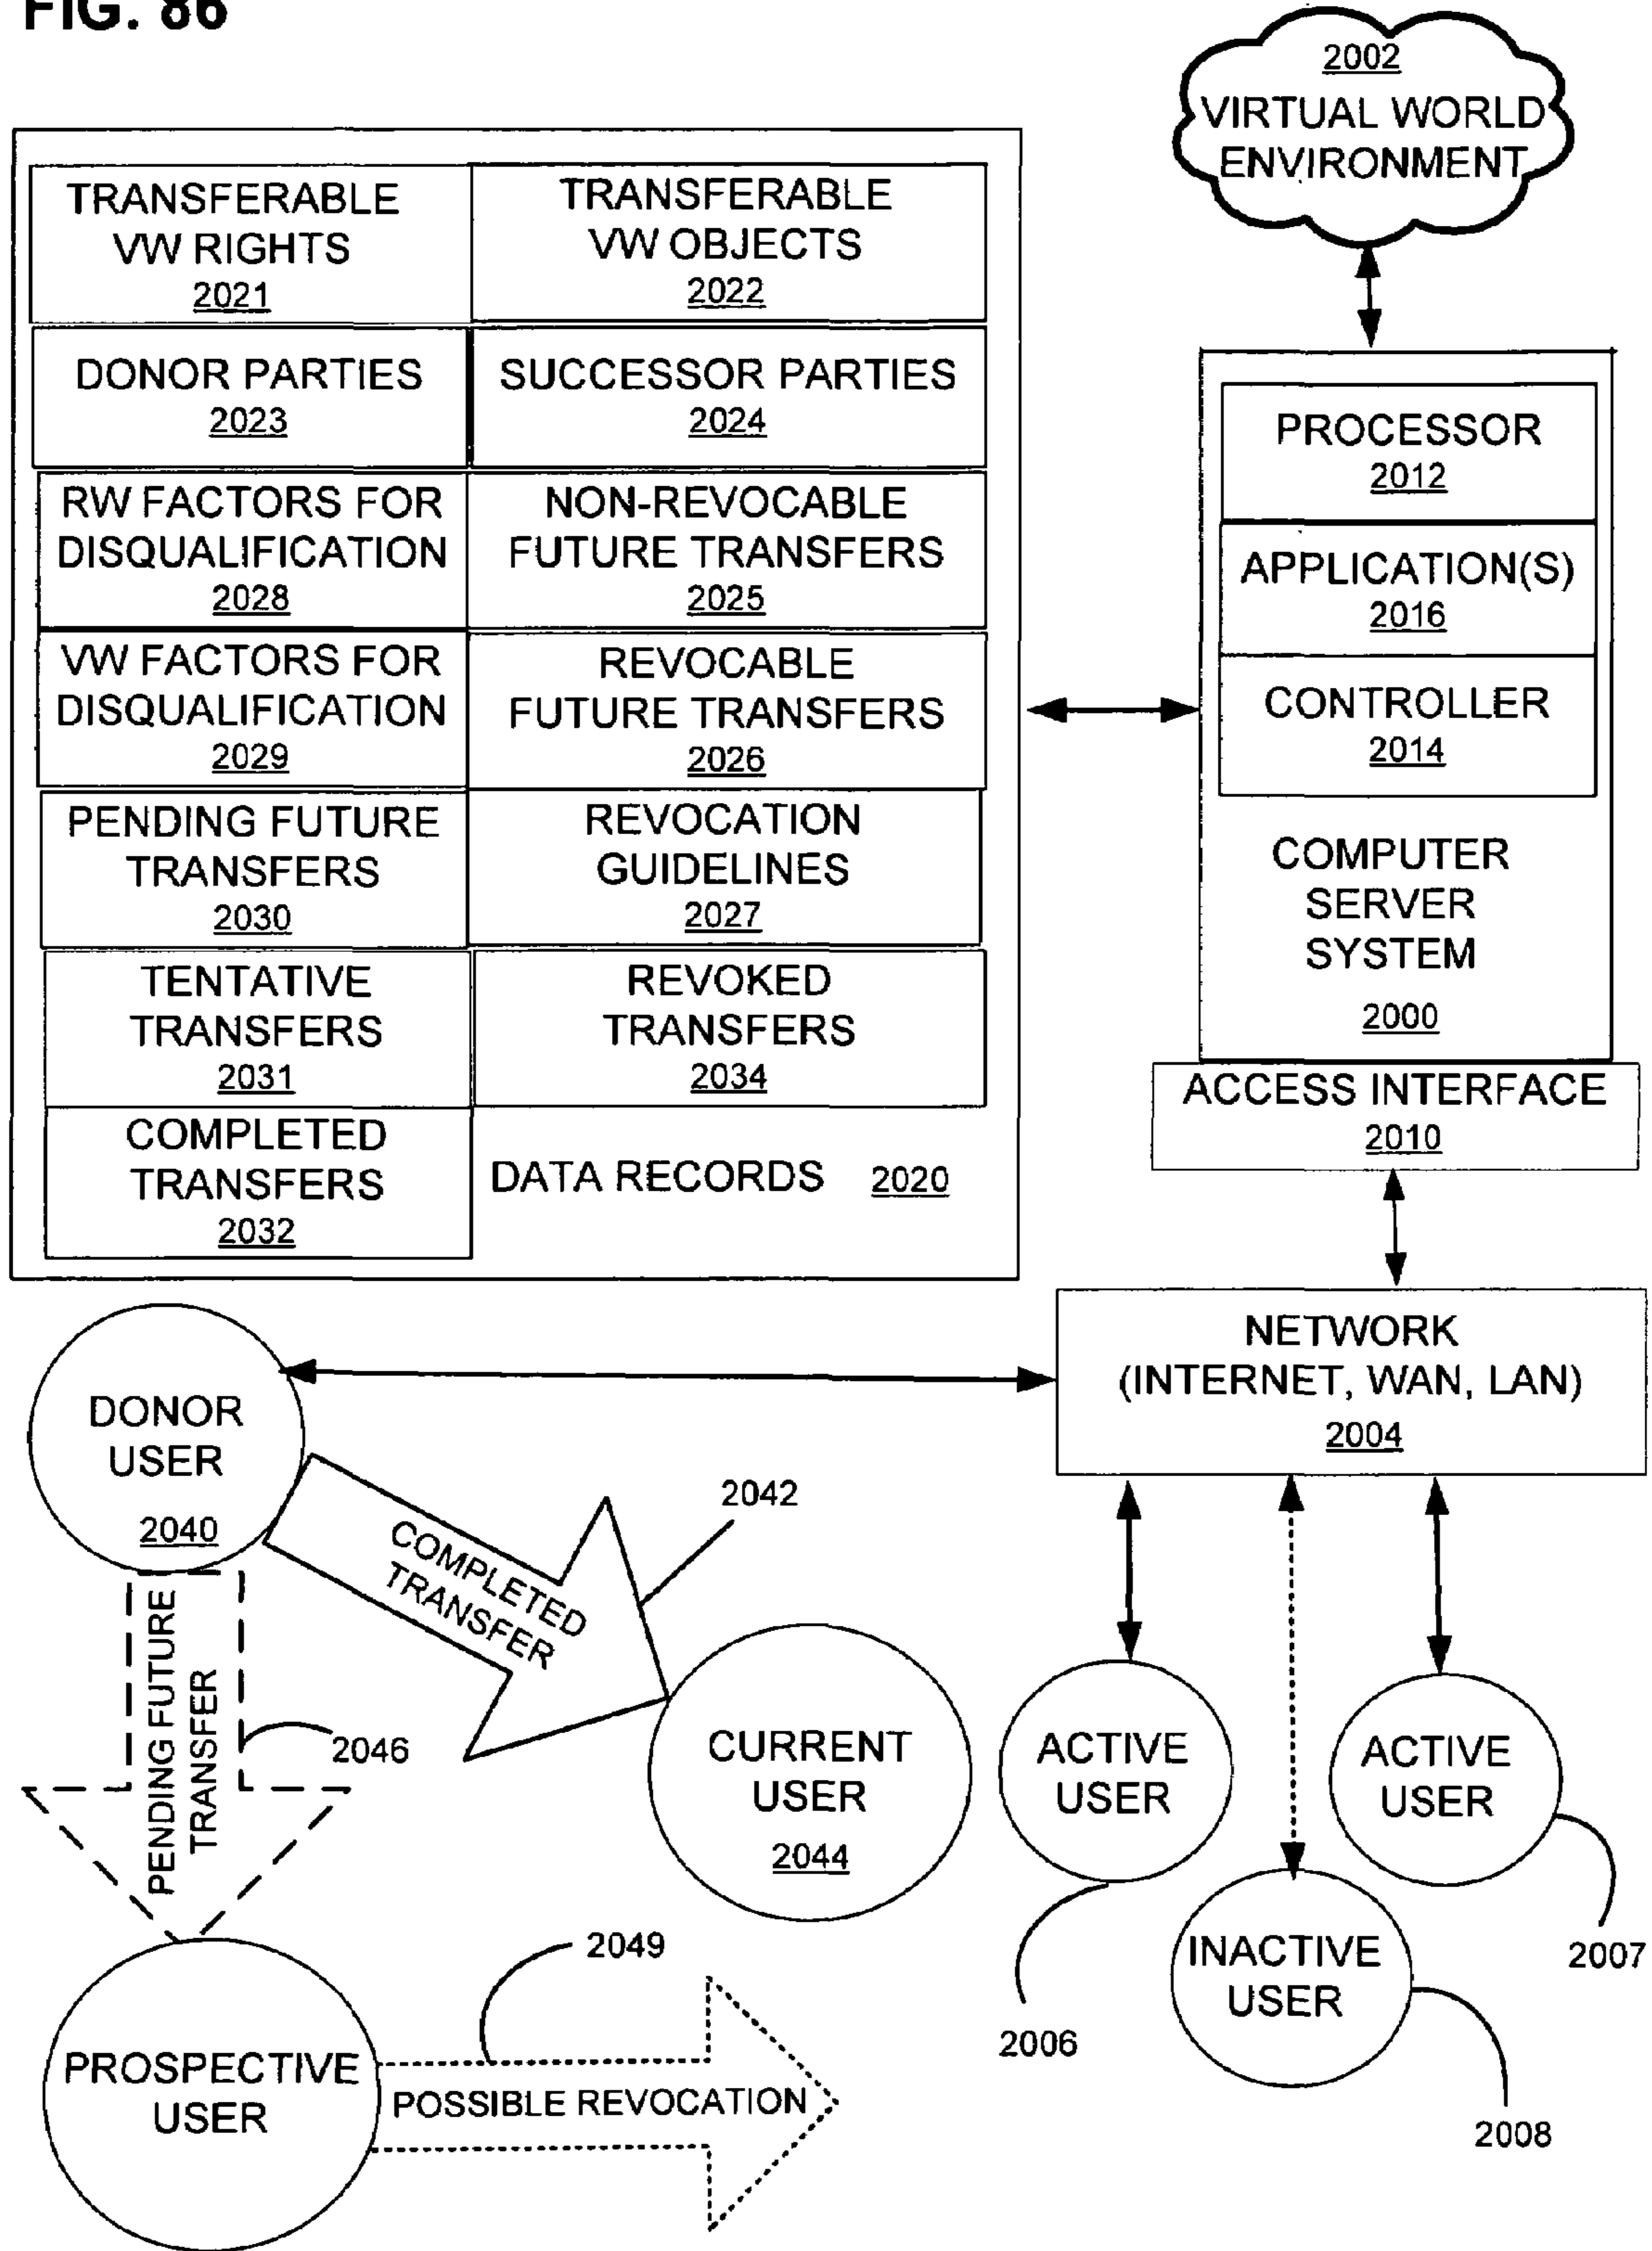 FIG. 86
2002
VIRTUAL WORLD
ENVIRONMENT
TRANSFERABLE
VW RIGHTS
2021
TRANSFERABLE
VW OBJECTS
2022
DONOR PARTIES
2023
SUCCESSOR PARTIES
2024
RW FACTORS FOR
DISQUALIFICATION
2028
NON-REVOCABLE
FUTURE TRANSFERS
2025
VW FACTORS FOR
DISQUALIFICATION
2029
REVOCABLE
FUTURE TRANSFERS
2026
PENDING FUTURE
TRANSFERS
2030
REVOCATION
GUIDELINES
2027
TENTATIVE
TRANSFERS
2031
REVOKED
TRANSFERS
2034
COMPLETED
TRANSFERS
2032
DATA RECORDS 2020
PROCESSOR
2012
APPLICATION(S)
2016
CONTROLLER
2014
COMPUTER
SERVER
SYSTEM
2000
ACCESS INTERFACE
2010
NETWORK
(INTERNET, WAN, LAN)
2004
DONOR
USER
2040
COMPLETED
TRANSFER
2042
PENDING FUTURE
TRANSFER
2046
CURRENT
USER
2044
ACTIVE
USER
2006
ACTIVE
USER
2007
INACTIVE
USER
2008
PROSPECTIVE
USER
2049
POSSIBLE REVOCATION